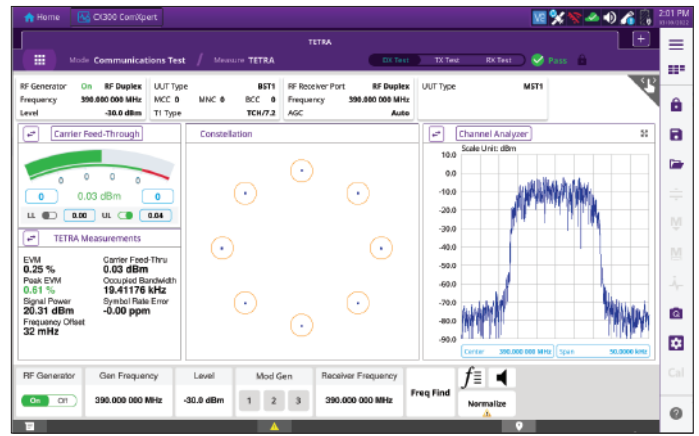 Home
CX300 ComXpert
2:01 PM
TETRA
Mode Communications Test / Measure TETRA
DX Test TX Test RX Test Pass
RF Generator On RF Duplex
Frequency 390.000 000 MHz
Level -30.0 dBm
UUT Type BST1
MCC 0 MNC 0 BCC 0
T1 Type TCH/7.2
RF Receiver Port RF Duplex
Frequency 390.000 000 MHz
AGC Auto
UUT Type MST1
Carrier Feed-Through
0 0 0 0
0 0.03 dBm 0
LL 0.00 UL 0.04
TETRA Measurements
EVM
0.25 %
Peak EVM
0.61 %
Signal Power
20.31 dBm
Frequency Offset
32 mHz
Carrier Feed-Thru
0.03 dBm
Occupied Bandwidth
19.41176 kHz
Symbol Rate Error
-0.00 ppm
Constellation
Channel Analyzer
Scale Unit: dBm
10.0
0.0
-10.0
-20.0
-30.0
-40.0
-50.0
-60.0
-70.0
-80.0
-90.0
Center 390.000 000 MHz Span 50.0000 kHz
RF Generator
On Off
Gen Frequency
390.000 000 MHz
Level
-30.0 dBm
Mod Gen
1 2 3
Receiver Frequency
390.000 000 MHz
Freq Find
Normalize
M
M
Cal